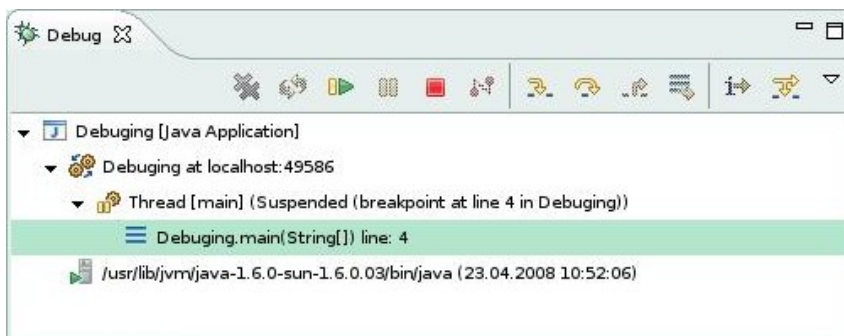 Debug
Debuging [Java Application]
Debuging at localhost:49586
Thread [main] (Suspended (breakpoint at line 4 in Debuging))
Debuging.main(String[]) line: 4
/usr/lib/jvm/java-1.6.0-sun-1.6.0.03/bin/java (23.04.2008 10:52:06)